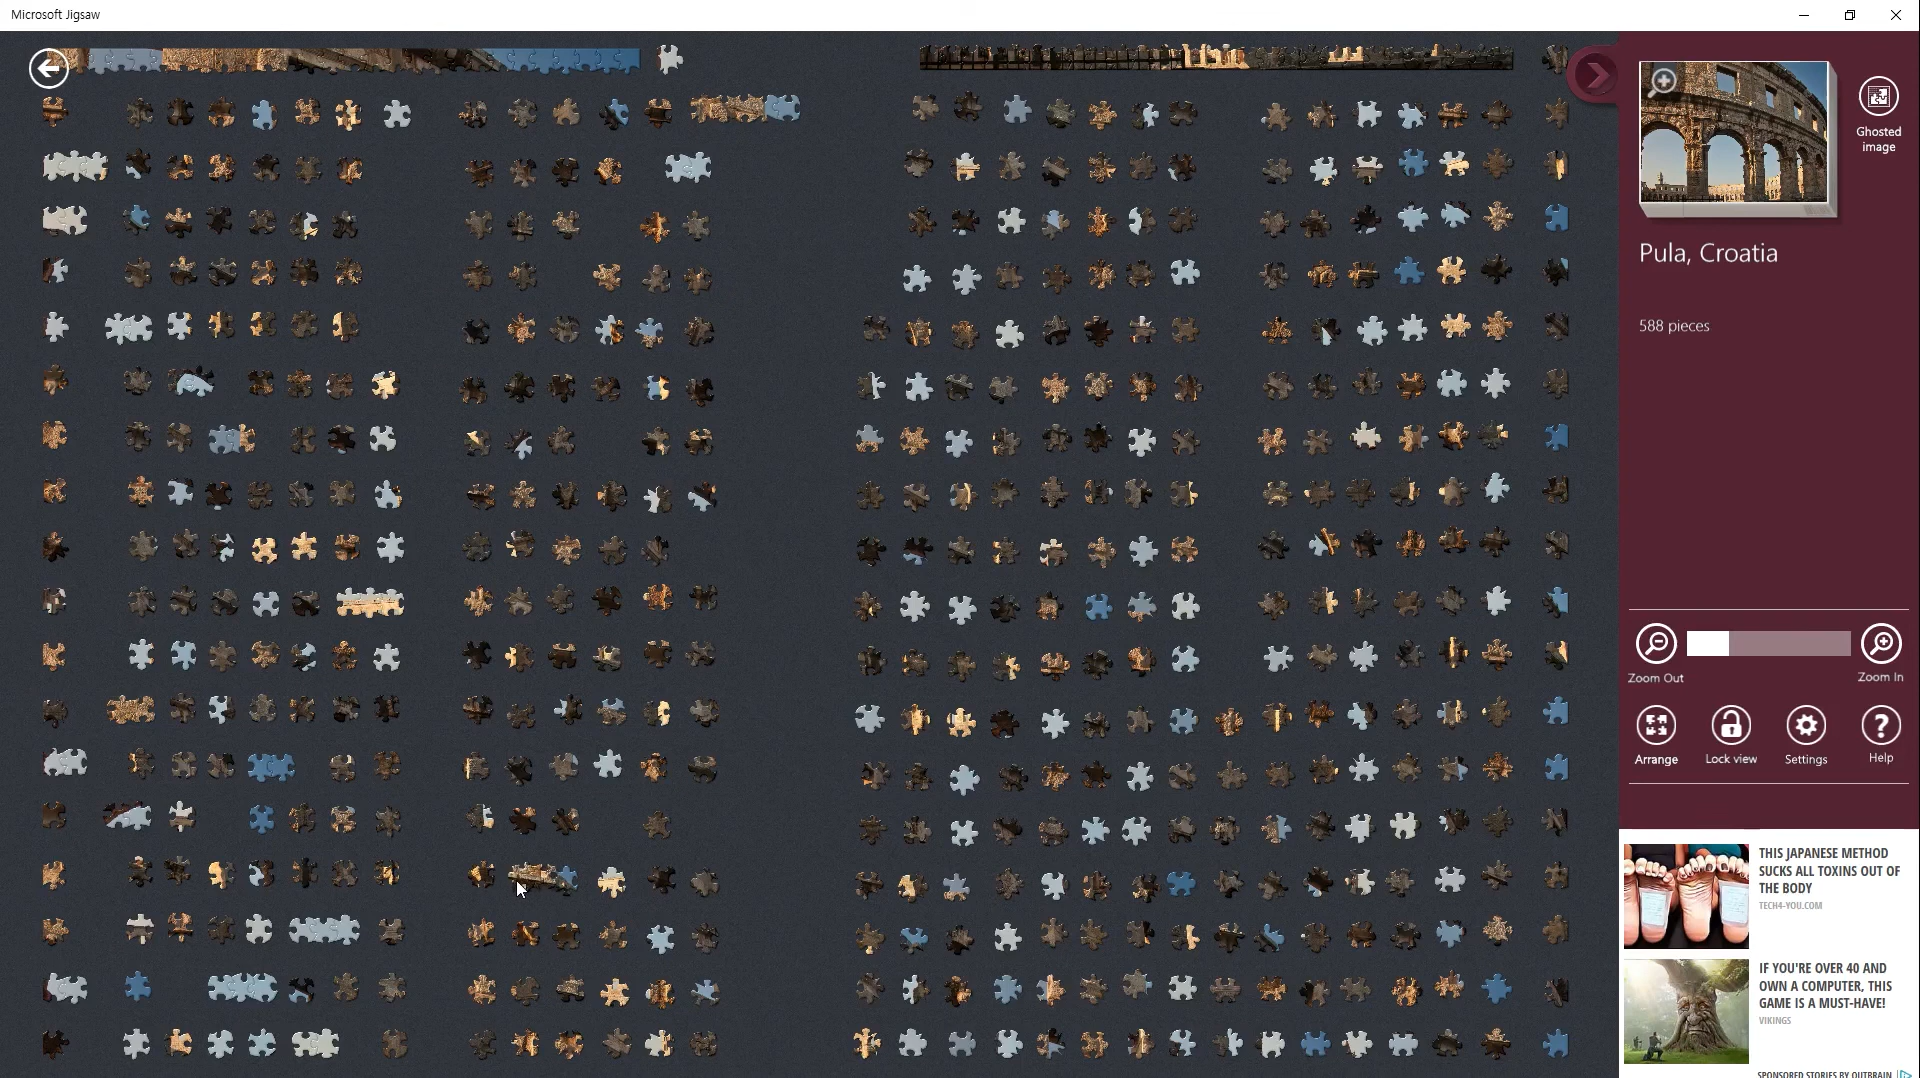 Microsoft Jigsaw
Ghosted
image
Pula, Croatia
588 pieces
Zoom Out
Zoom In
Arrange
Lock view
Settings
Help
THIS JAPANESE METHOD
SUCKS ALL TOXINS OUT OF
THE BODY
TECH4-YOU.COM
IF YOU'RE OVER 40 AND
OWN A COMPUTER, THIS
GAME IS A MUST-HAVE!
VIKINGS
SPONSORED STORIES BY OUTBRAIN